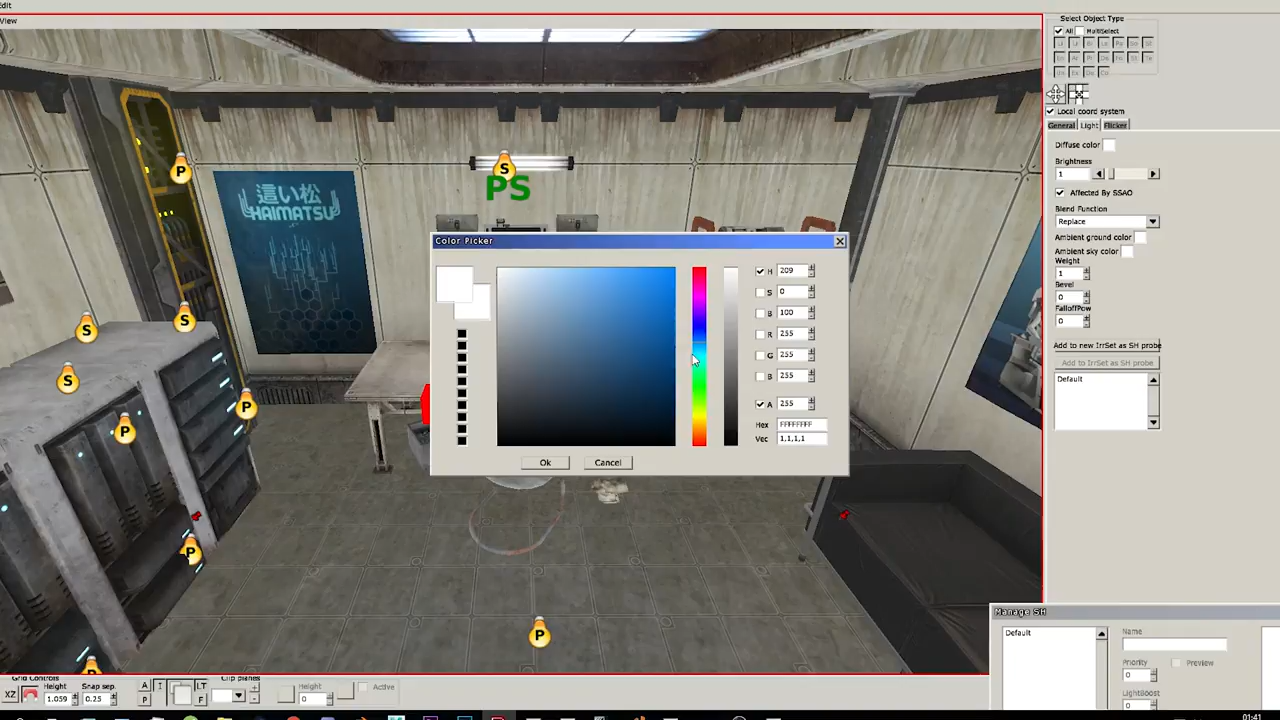 Edit
View
Select Object Type
All MultiSelect
Local coord system
General Light Flicker
Diffuse color
Brightness
1
Affected By SSAO
Blend Function
Replace
Ambient ground color
Ambient sky color
Weight
1
Bevel
0
FalloffPow
0
Add to new IrrSet as SH probe
Add to IrrSet as SH probe
Default
P
S
PS
這い松
HAIMATSU
S
S
S
P
P
P
P
Color Picker
H 209
S 0
B 100
R 255
G 255
B 255
A 255
Hex FFFFFFFF
Vec 1,1,1,1
Ok Cancel
Manage SH
Default
Name
Priority
0
Preview
LightBoost
0
Grid Controls
XZ
Height
1.059
Snap sep.
0.25
A I
P
LT
F
Clip planes
+
-
Height
0
Active
01:41